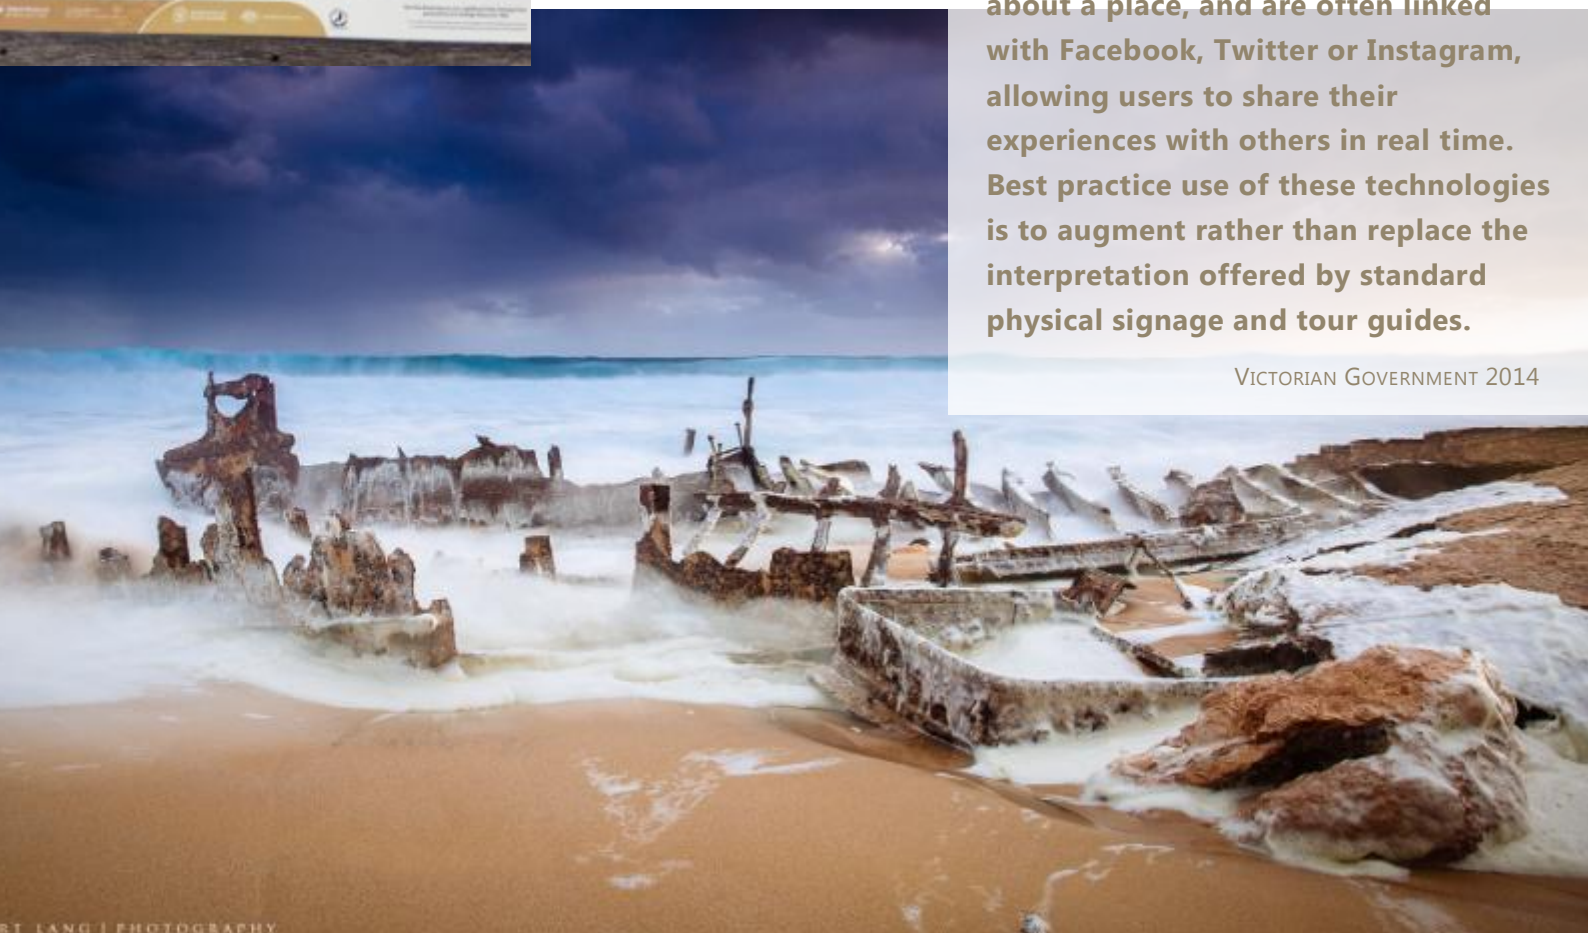 about a place, and are often linked
with Facebook, Twitter or Instagram,
allowing users to share their
experiences with others in real time.
Best practice use of these technologies
is to augment rather than replace the
interpretation offered by standard
physical signage and tour guides.
VICTORIAN GOVERNMENT 2014
LANG | PHOTOGRAPHY